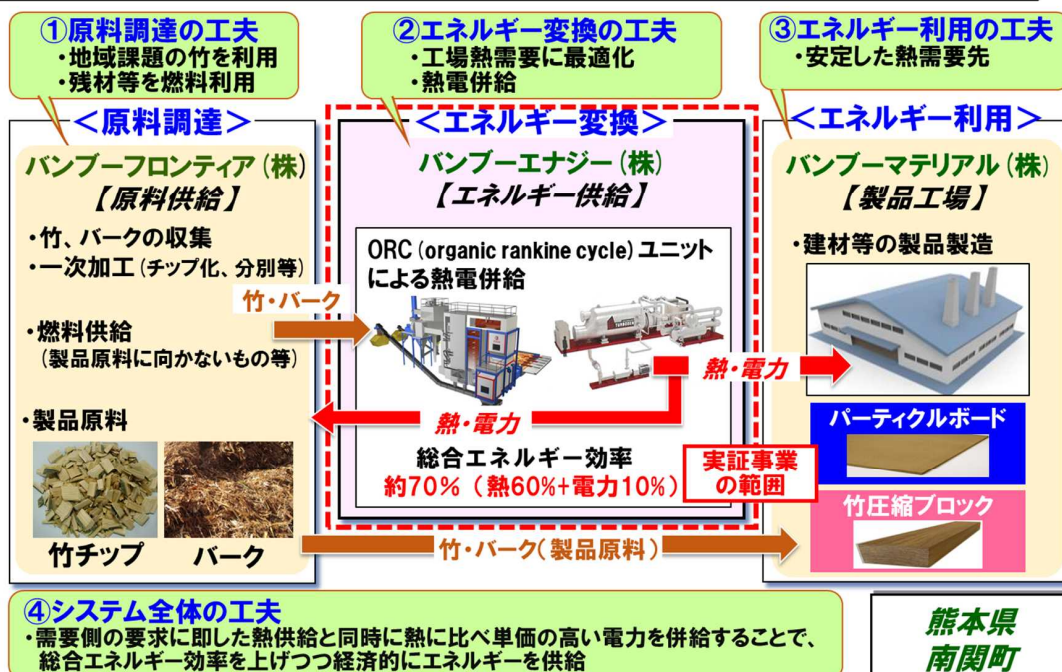 ①原料調達の工夫
・地域課題の竹を利用
・残材等を燃料利用
②エネルギー変換の工夫
・工場熱需要に最適化
・熱電併給
③エネルギー利用の工夫
・安定した熱需要先
＜原料調達＞
バンブーフロンティア(株)
【原料供給】
・竹、バークの収集
・一次加工(チップ化、分別等)
・燃料供給
(製品原料に向かないもの等)
・製品原料
竹チップ
バーク
竹・バーク
＜エネルギー変換＞
バンブーエナジー(株)
【エネルギー供給】
ORC(organic rankine cycle)ユニット
による熱電併給
熱・電力
熱・電力
総合エネルギー効率
約70％（熱60%+電力10%）
実証事業
の範囲
竹・バーク(製品原料)
＜エネルギー利用＞
バンブーマテリアル(株)
【製品工場】
・建材等の製品製造
パーティクルボード
竹圧縮ブロック
④システム全体の工夫
・需要側の要求に即した熱供給と同時に熱に比べ単価の高い電力を併給することで、
総合エネルギー効率を上げつつ経済的にエネルギーを供給
熊本県
南関町